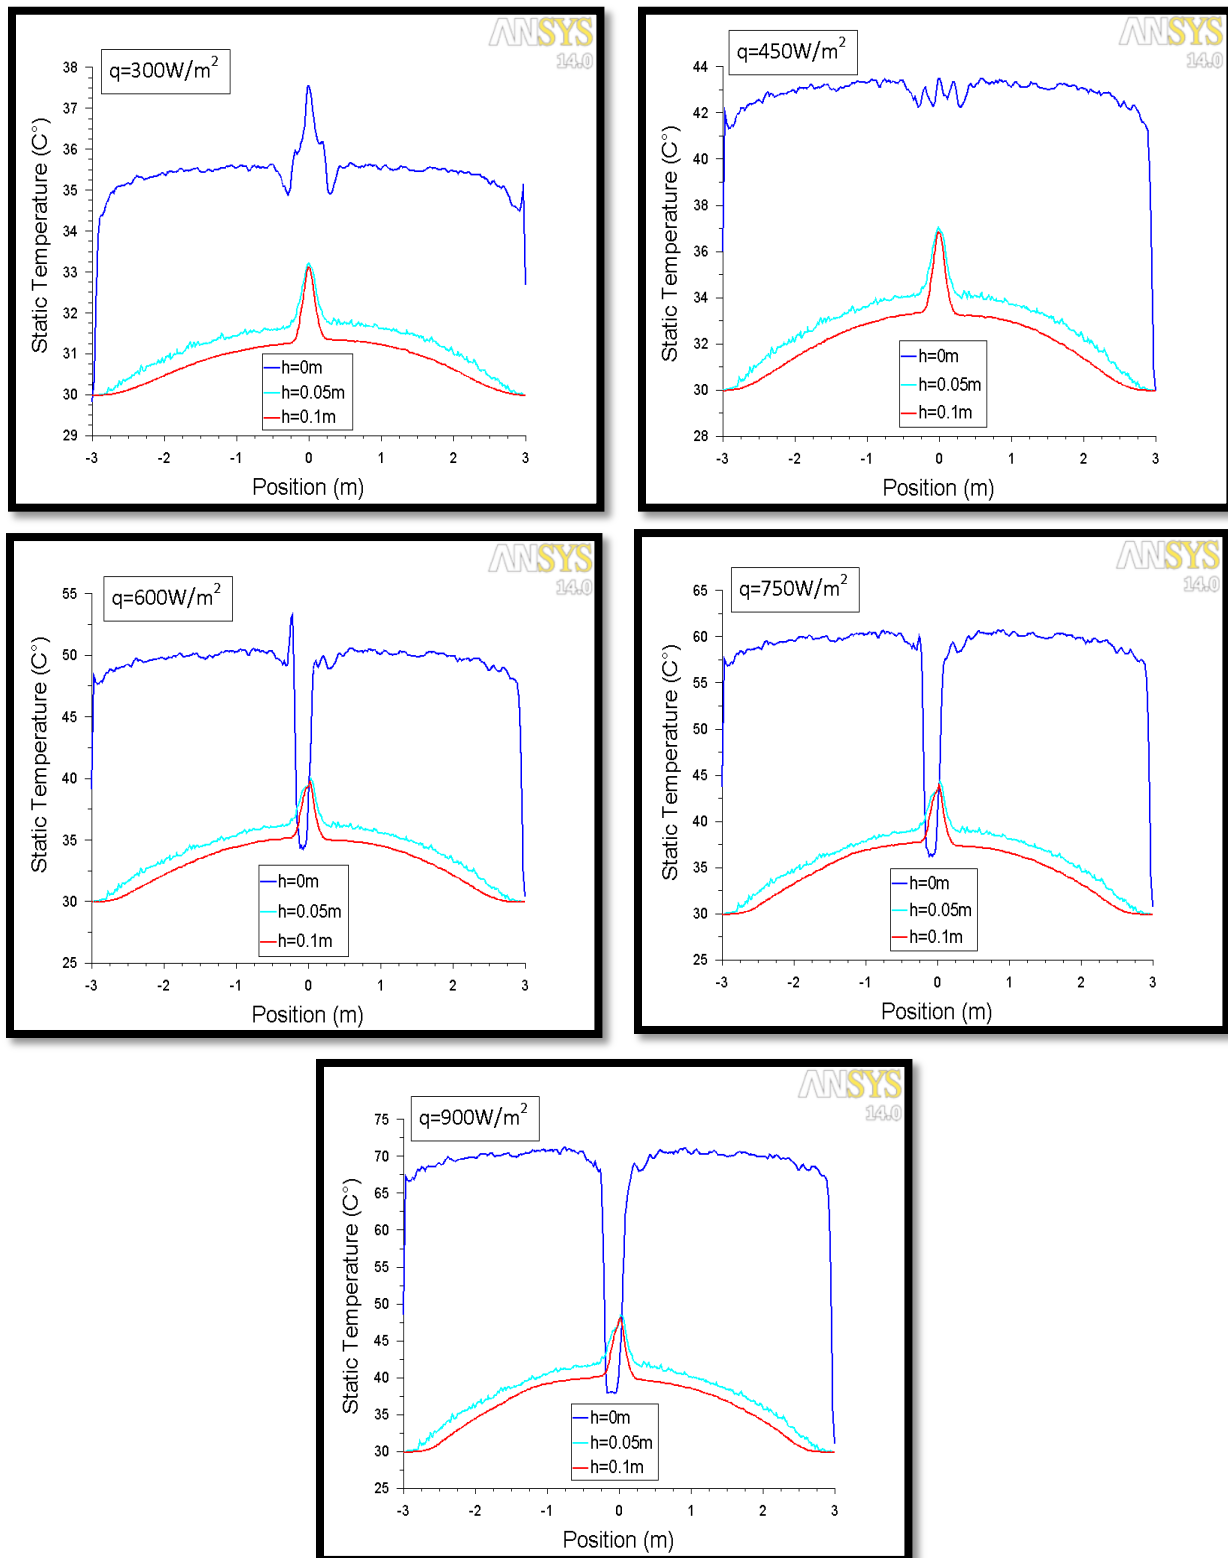 ANSYS
14.0
q=300W/m²
38
37
36
35
34
33
32
31
30
29
Static Temperature (C°)
h=0m
h=0.05m
h=0.1m
-3 -2 -1 0 1 2 3
Position (m)
ANSYS
14.0
q=450W/m²
44
42
40
38
36
34
32
30
28
Static Temperature (C°)
h=0m
h=0.05m
h=0.1m
-3 -2 -1 0 1 2 3
Position (m)
ANSYS
14.0
q=600W/m²
55
50
45
40
35
30
25
Static Temperature (C°)
h=0m
h=0.05m
h=0.1m
-3 -2 -1 0 1 2 3
Position (m)
ANSYS
14.0
q=750W/m²
65
60
55
50
45
40
35
30
25
Static Temperature (C°)
h=0m
h=0.05m
h=0.1m
-3 -2 -1 0 1 2 3
Position (m)
ANSYS
14.0
q=900W/m²
75
70
65
60
55
50
45
40
35
30
25
Static Temperature (C°)
h=0m
h=0.05m
h=0.1m
-3 -2 -1 0 1 2 3
Position (m)